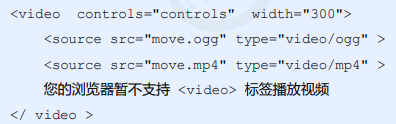 <video  controls="controls"  width="300">
<source src="move.ogg" type="video/ogg" >
<source src="move.mp4" type="video/mp4" >
您的浏览器暂不支持 <video> 标签播放视频
</ video >